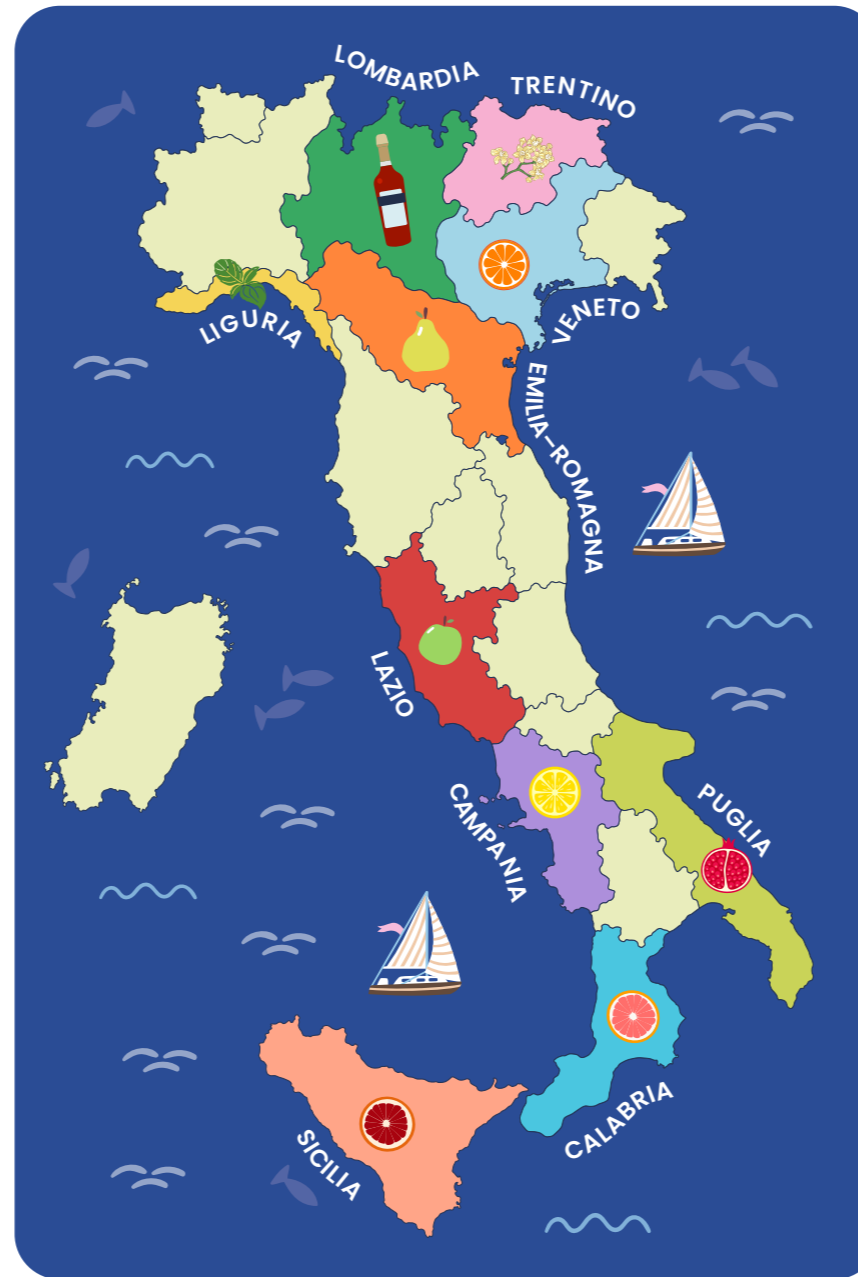 LOMBARDIA
TRENTINO
LIGURIA
VENETO
EMILIA–ROMAGNA
LAZIO
CAMPANIA
PUGLIA
CALABRIA
SICILIA